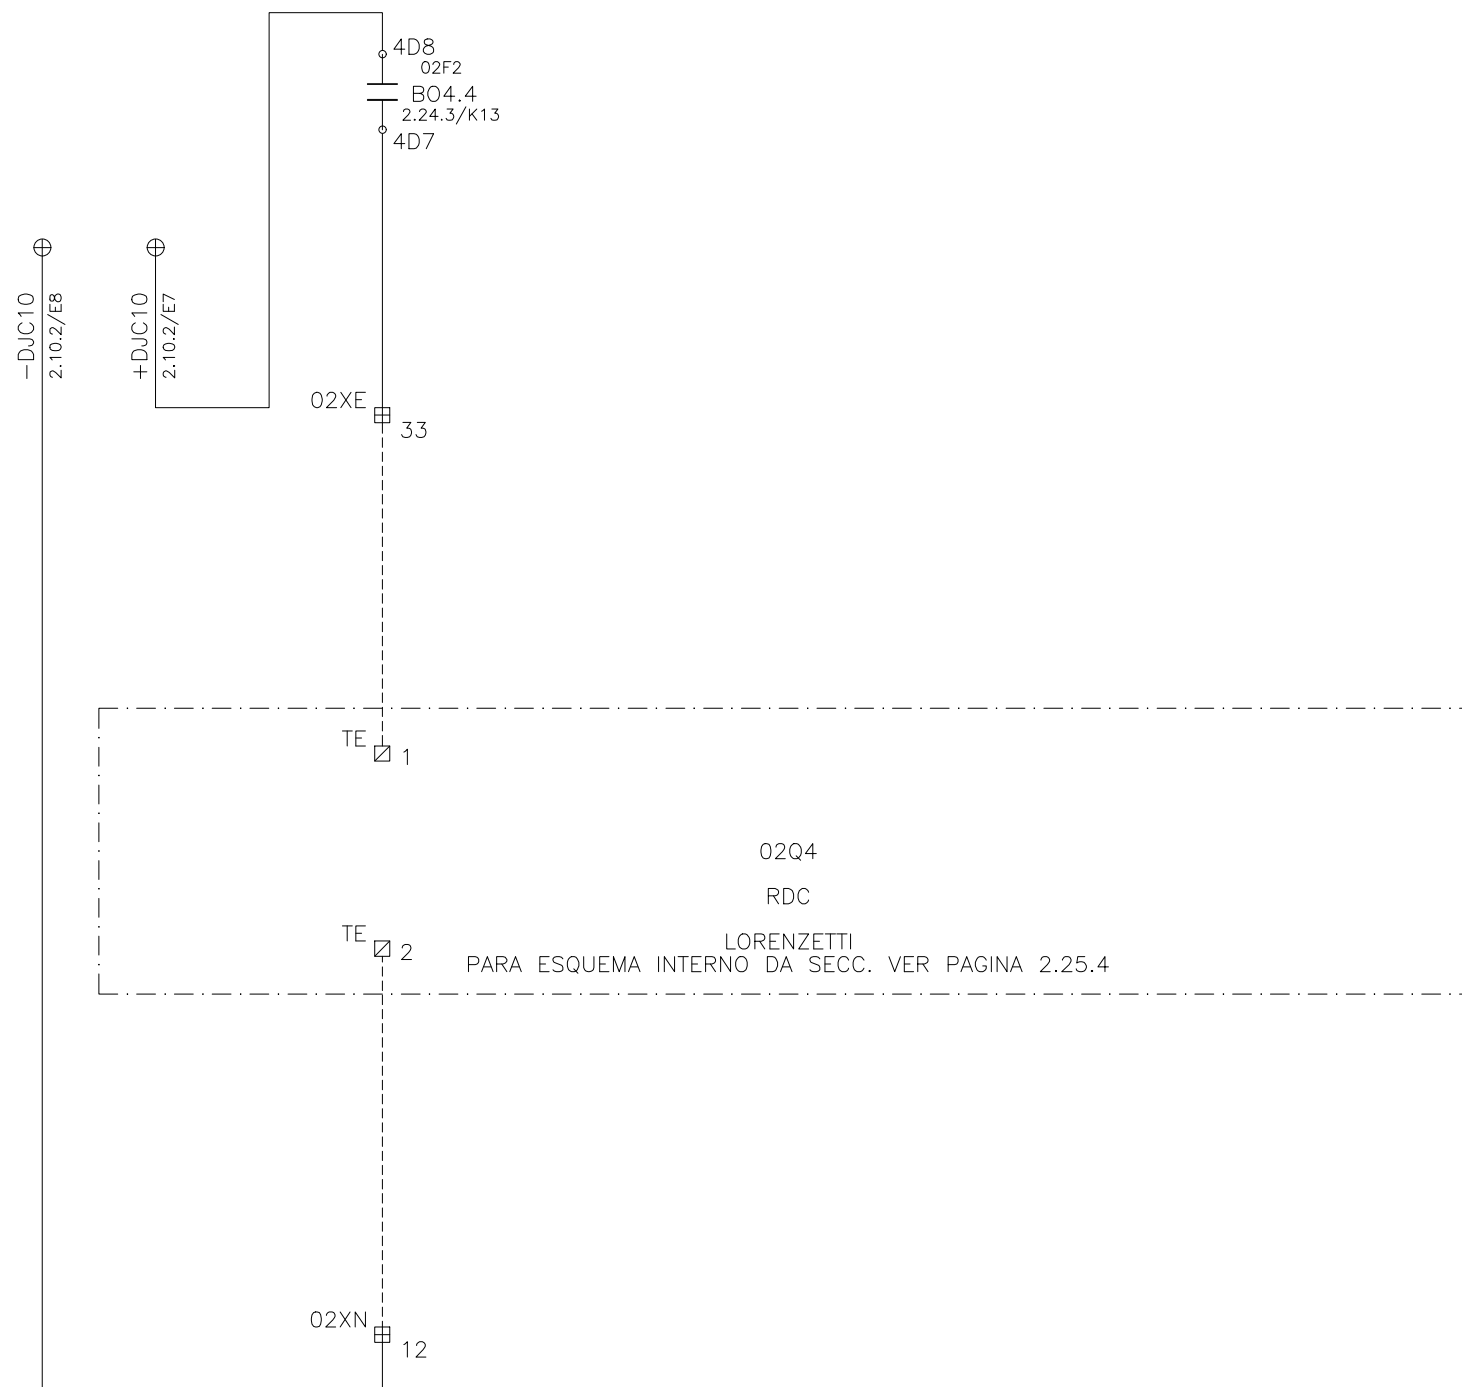 4D8
02F2
BO4.4
2.24.3/K13
4D7
-DJC10
2.10.2/E8
+DJC10
2.10.2/E7
02XE
33
TE
1
02Q4
RDC
TE
2
LORENZETTI
PARA ESQUEMA INTERNO DA SECC. VER PAGINA 2.25.4
02XN
12